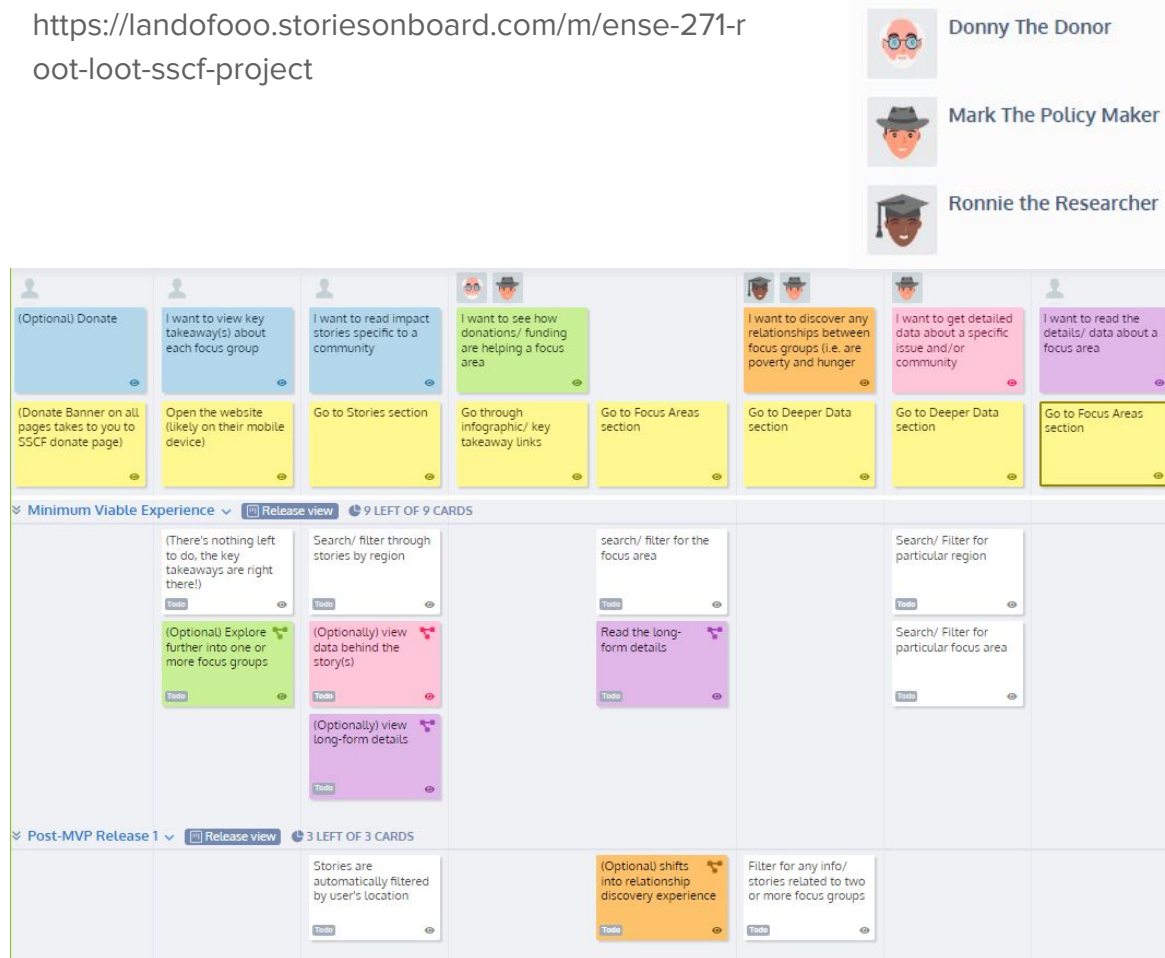 https://landofooo.storiesonboard.com/m/ense-271-r
oot-loot-sscf-project
Donny The Donor
Mark The Policy Maker
Ronnie the Researcher
(Optional) Donate
I want to view key
takeaway(s) about
each focus group
I want to read impact
stories specific to a
community
I want to see how
donations/ funding
are helping a focus
area
I want to discover any
relationships between
focus groups (i.e. are
poverty and hunger
I want to get detailed
data about a specific
issue and/or
community
I want to read the
details/ data about a
focus area
(Donate Banner on all
pages takes to you to
SSCF donate page)
Open the website
(likely on their mobile
device)
Go to Stories section
Go through
infographic/ key
takeaway links
Go to Focus Areas
section
Go to Deeper Data
section
Go to Deeper Data
section
Go to Focus Areas
section
Minimum Viable Experience
Release view
9 LEFT OF 9 CARDS
(There's nothing left
to do, the key
takeaways are right
there!)
Todo
Search/ filter through
stories by region
Todo
search/ filter for the
focus area
Todo
Search/ Filter for
particular region
Todo
(Optional) Explore
further into one or
more focus groups
Todo
(Optionally) view
data behind the
story(s)
Todo
Read the long-
form details
Todo
Search/ Filter for
particular focus area
Todo
(Optionally) view
long-form details
Todo
Post-MVP Release 1
Release view
3 LEFT OF 3 CARDS
Stories are
automatically filtered
by user's location
Todo
(Optional) shifts
into relationship
discovery experience
Todo
Filter for any info/
stories related to two
or more focus groups
Todo